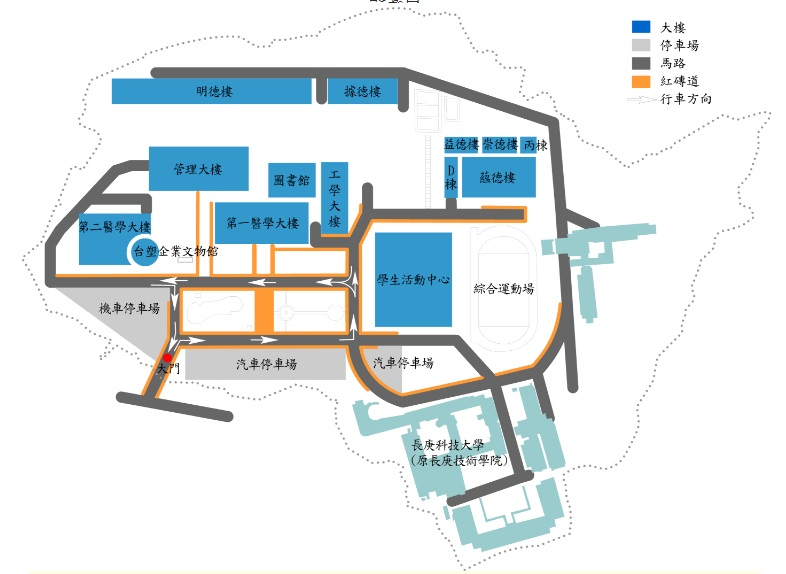 大樓
停車場
馬路
紅磚道
行車方向
明德樓
據德樓
益德樓
崇德樓
丙棟
D棟
蘊德樓
管理大樓
圖書館
工學大樓
第一醫學大樓
第二醫學大樓
台塑企業文物館
學生活動中心
綜合運動場
機車停車場
大門
汽車停車場
汽車停車場
長庚科技大學
(原長庚技術學院)